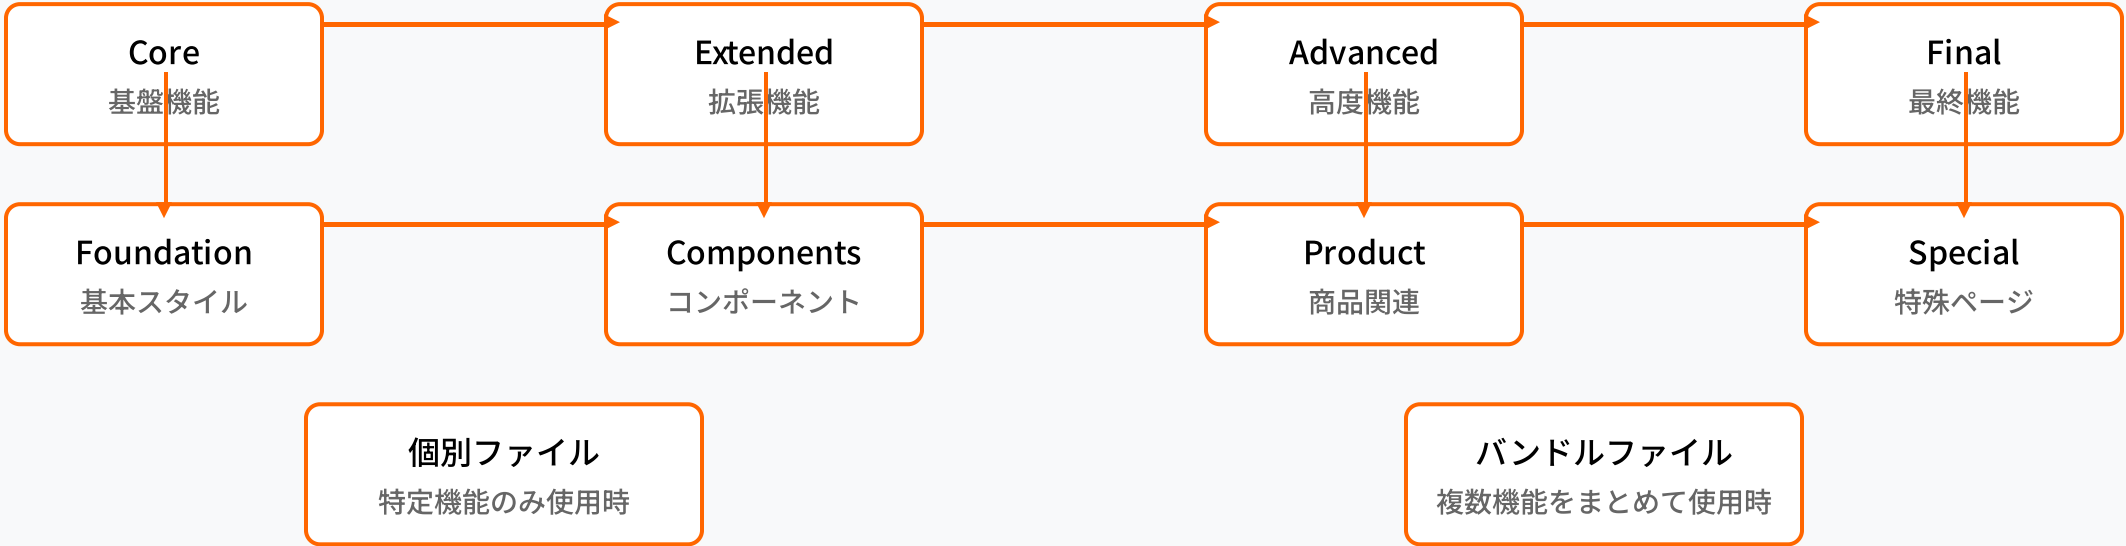 Core
基盤機能
Extended
拡張機能
Advanced
高度機能
Final
最終機能
Foundation
基本スタイル
Components
コンポーネント
Product
商品関連
Special
特殊ページ
個別ファイル
特定機能のみ使用時
バンドルファイル
複数機能をまとめて使用時